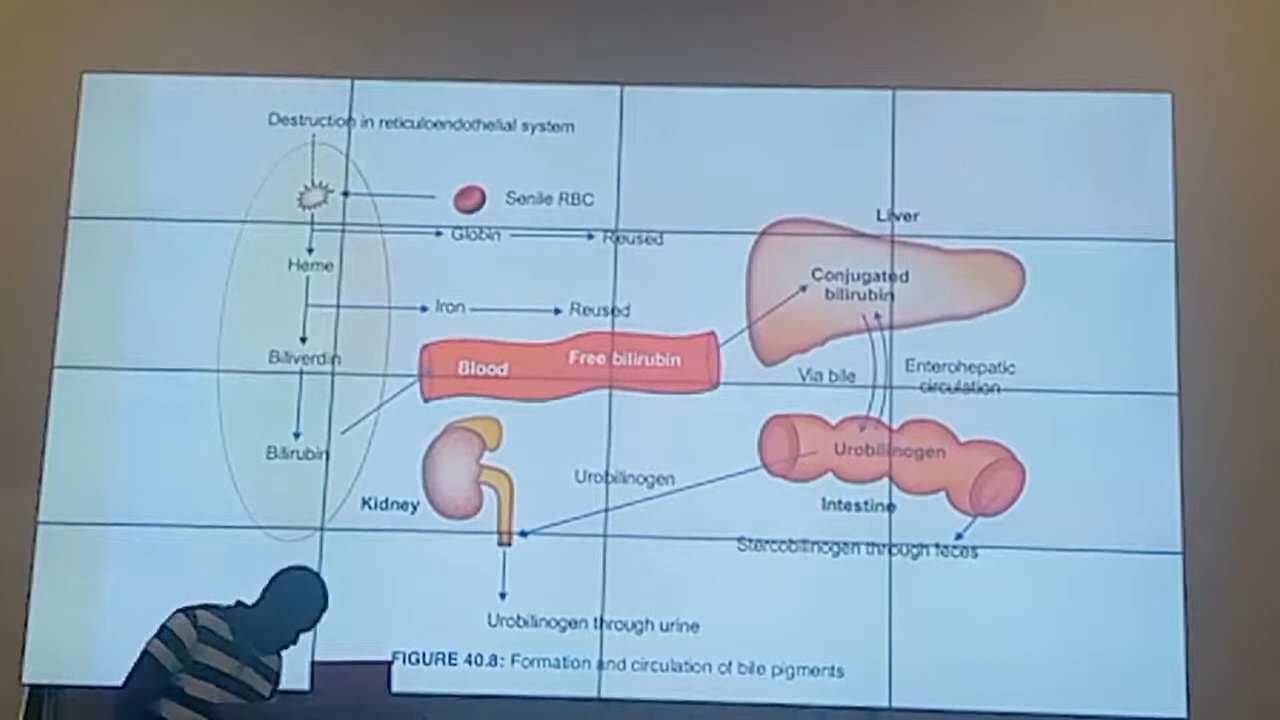 Destruction in reticuloendothelial system
Senile RBC
Globin
Reused
Heme
Iron
Reused
Biliverdin
Bilirubin
Blood
Free bilirubin
Liver
Conjugated
bilirubin
Via bile
Enterohepatic
circulation
Urobilinogen
Intestine
Kidney
Urobilinogen
Stercobilinogen through feces
Urobilinogen through urine
FIGURE 40.8: Formation and circulation of bile pigments